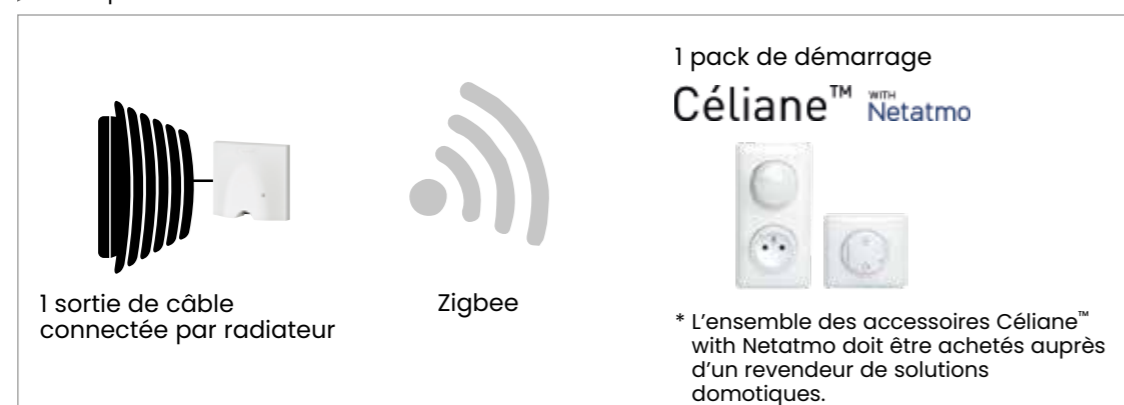 1 sortie de câble
connectée par radiateur
Zigbee
1 pack de démarrage
Céliane™ WITH Netatmo
* L’ensemble des accessoires Céliane™
with Netatmo doit être achetés auprès
d’un revendeur de solutions
domotiques.